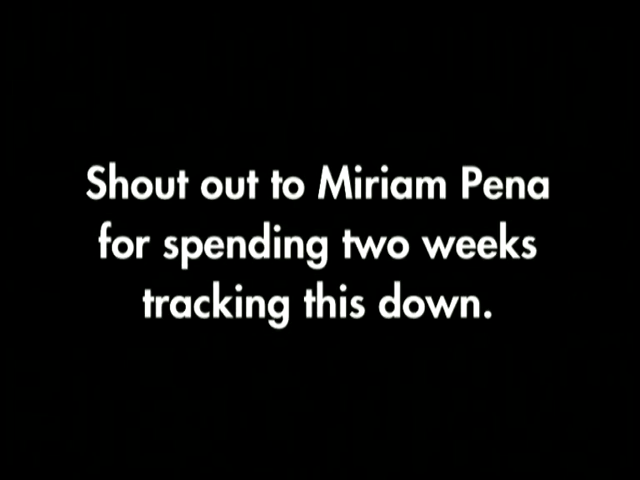 Shout out to Miriam Pena
for spending two weeks
tracking this down.